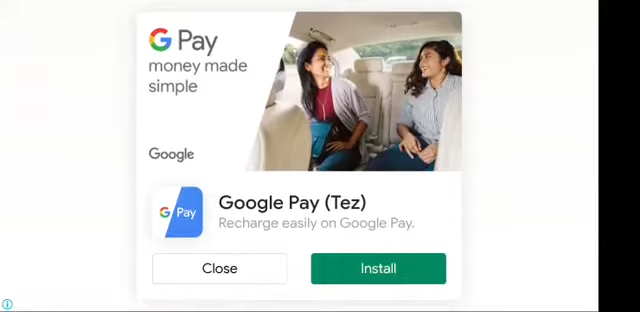 G Pay
money made
simple
Google
G Pay
Google Pay (Tez)
Recharge easily on Google Pay.
Close
Install